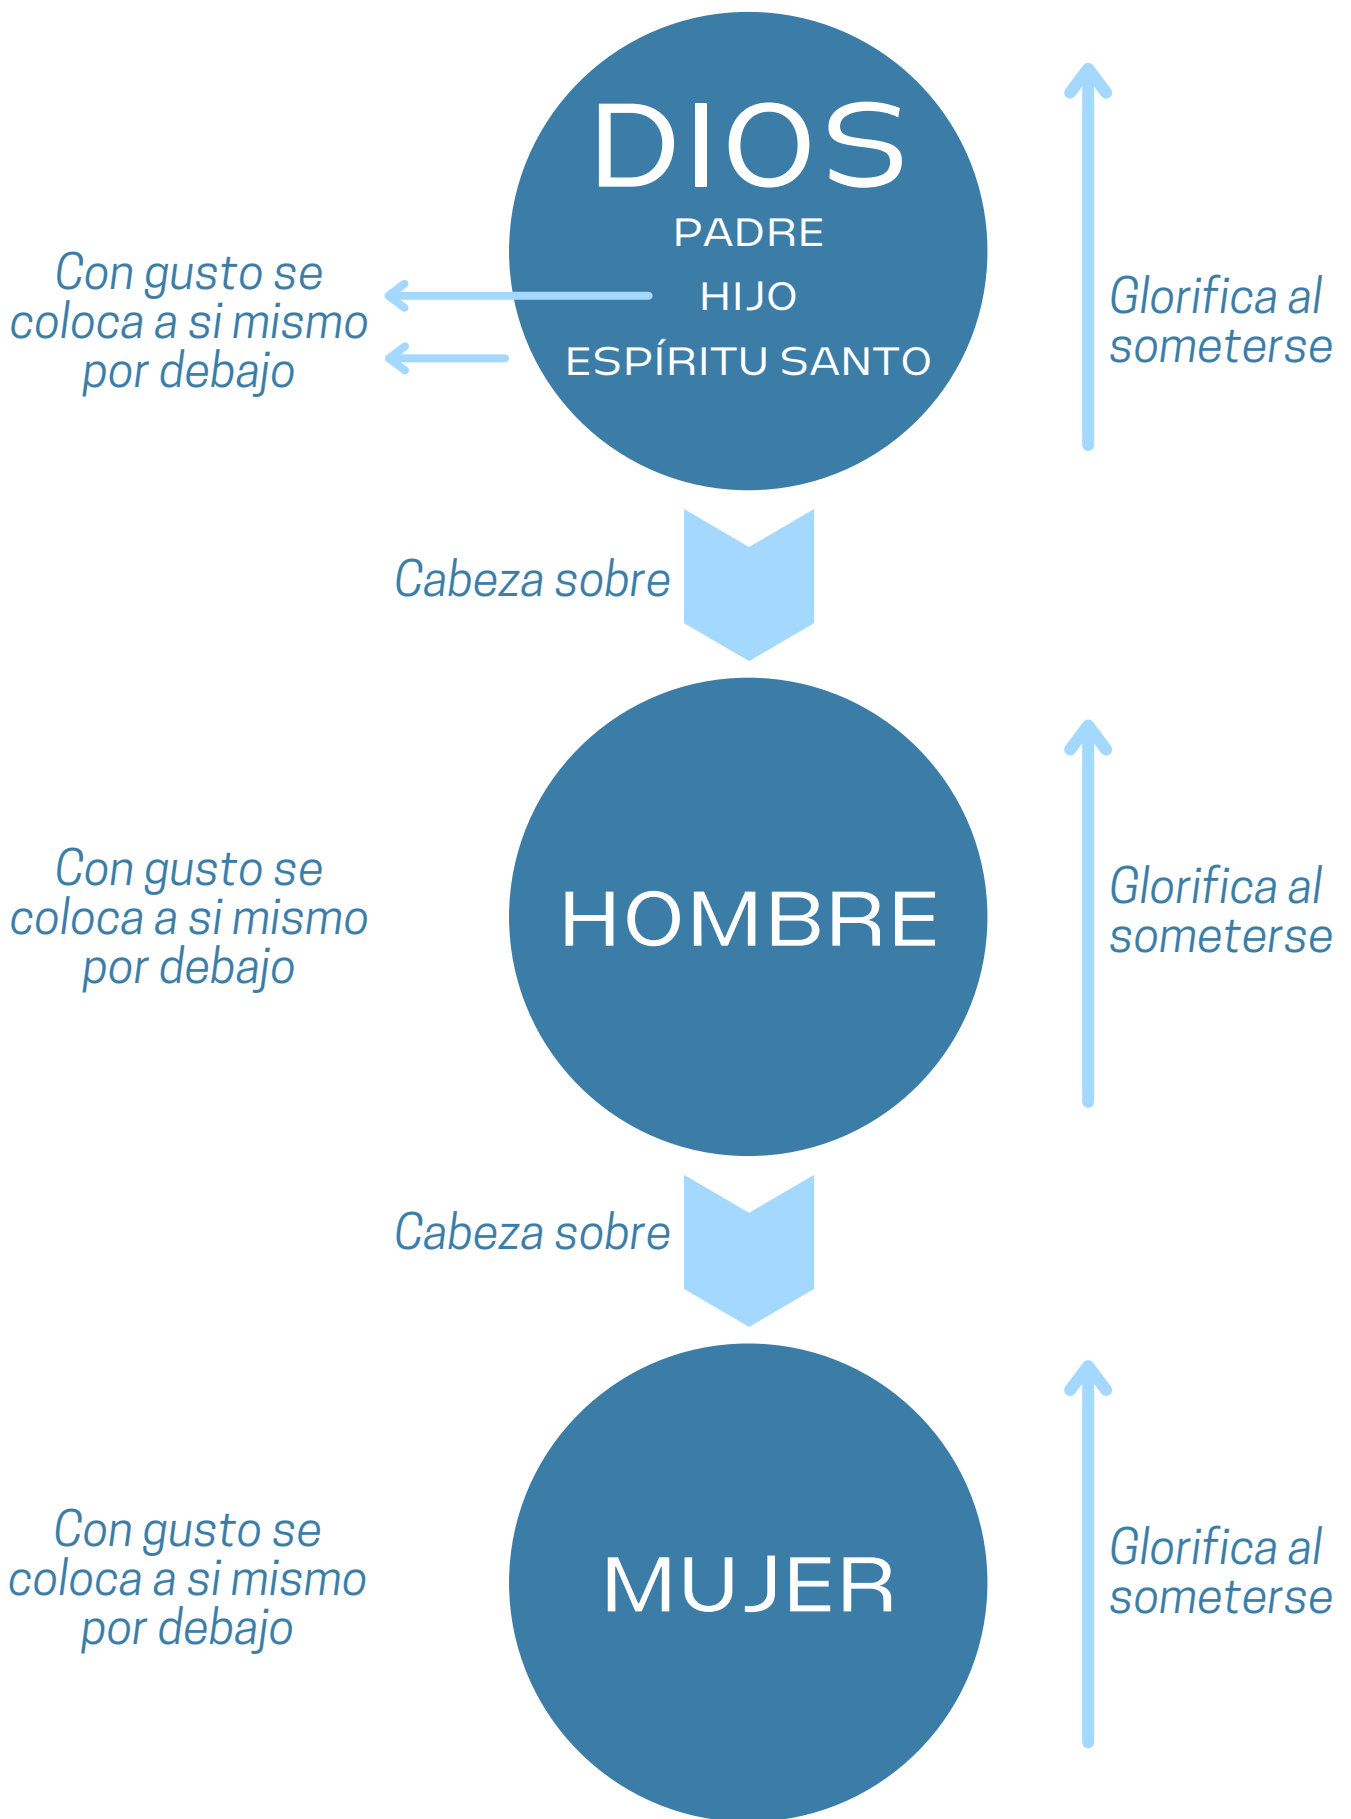 DIOS
PADRE
HIJO
ESPÍRITU SANTO
Con gusto se
coloca a si mismo
por debajo
Glorifica al
someterse
Cabeza sobre
HOMBRE
Con gusto se
coloca a si mismo
por debajo
Glorifica al
someterse
Cabeza sobre
MUJER
Con gusto se
coloca a si mismo
por debajo
Glorifica al
someterse